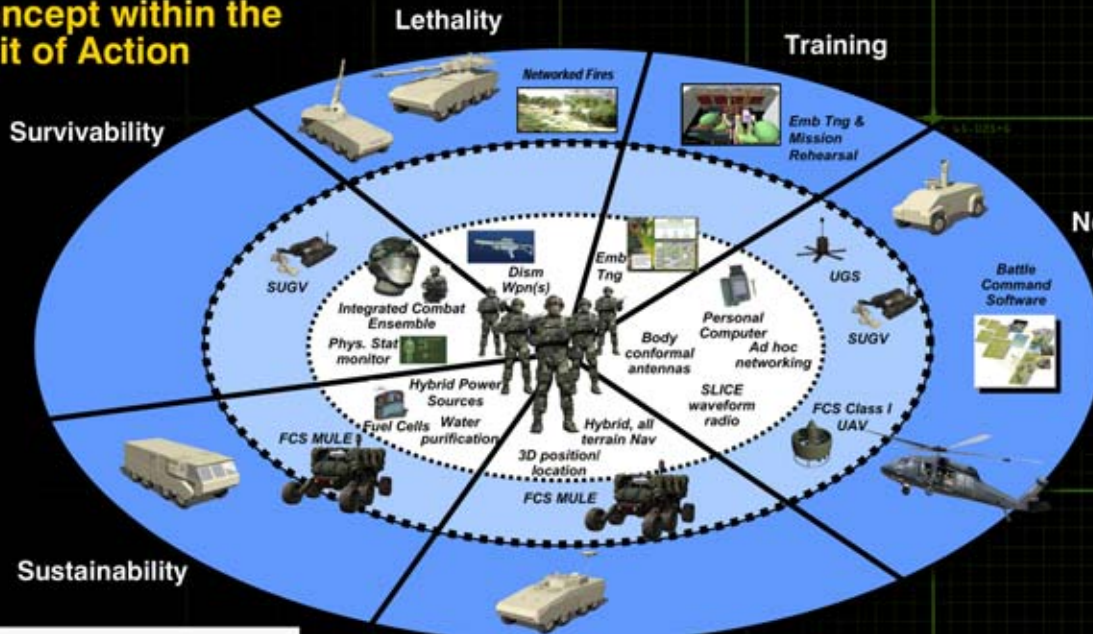 ncept within the
it of Action
Lethality
Training
Survivability
Networked Fires
Emb Tng &
Mission
Rehearsal
SUGV
Integrated Combat
Ensemble
Phys. Stat
monitor
Dism
Wpn(s)
Emb
Tng
UGS
SUGV
Battle
Command
Software
Personal
Computer
Ad hoc
networking
Body
conformal
antennas
SLICE
waveform
radio
Hybrid Power
Sources
Fuel Cells
Water
purification
Hybrid, all
terrain Nav
3D position/
location
FCS MULE
FCS MULE
FCS Class I
UAV
Sustainability